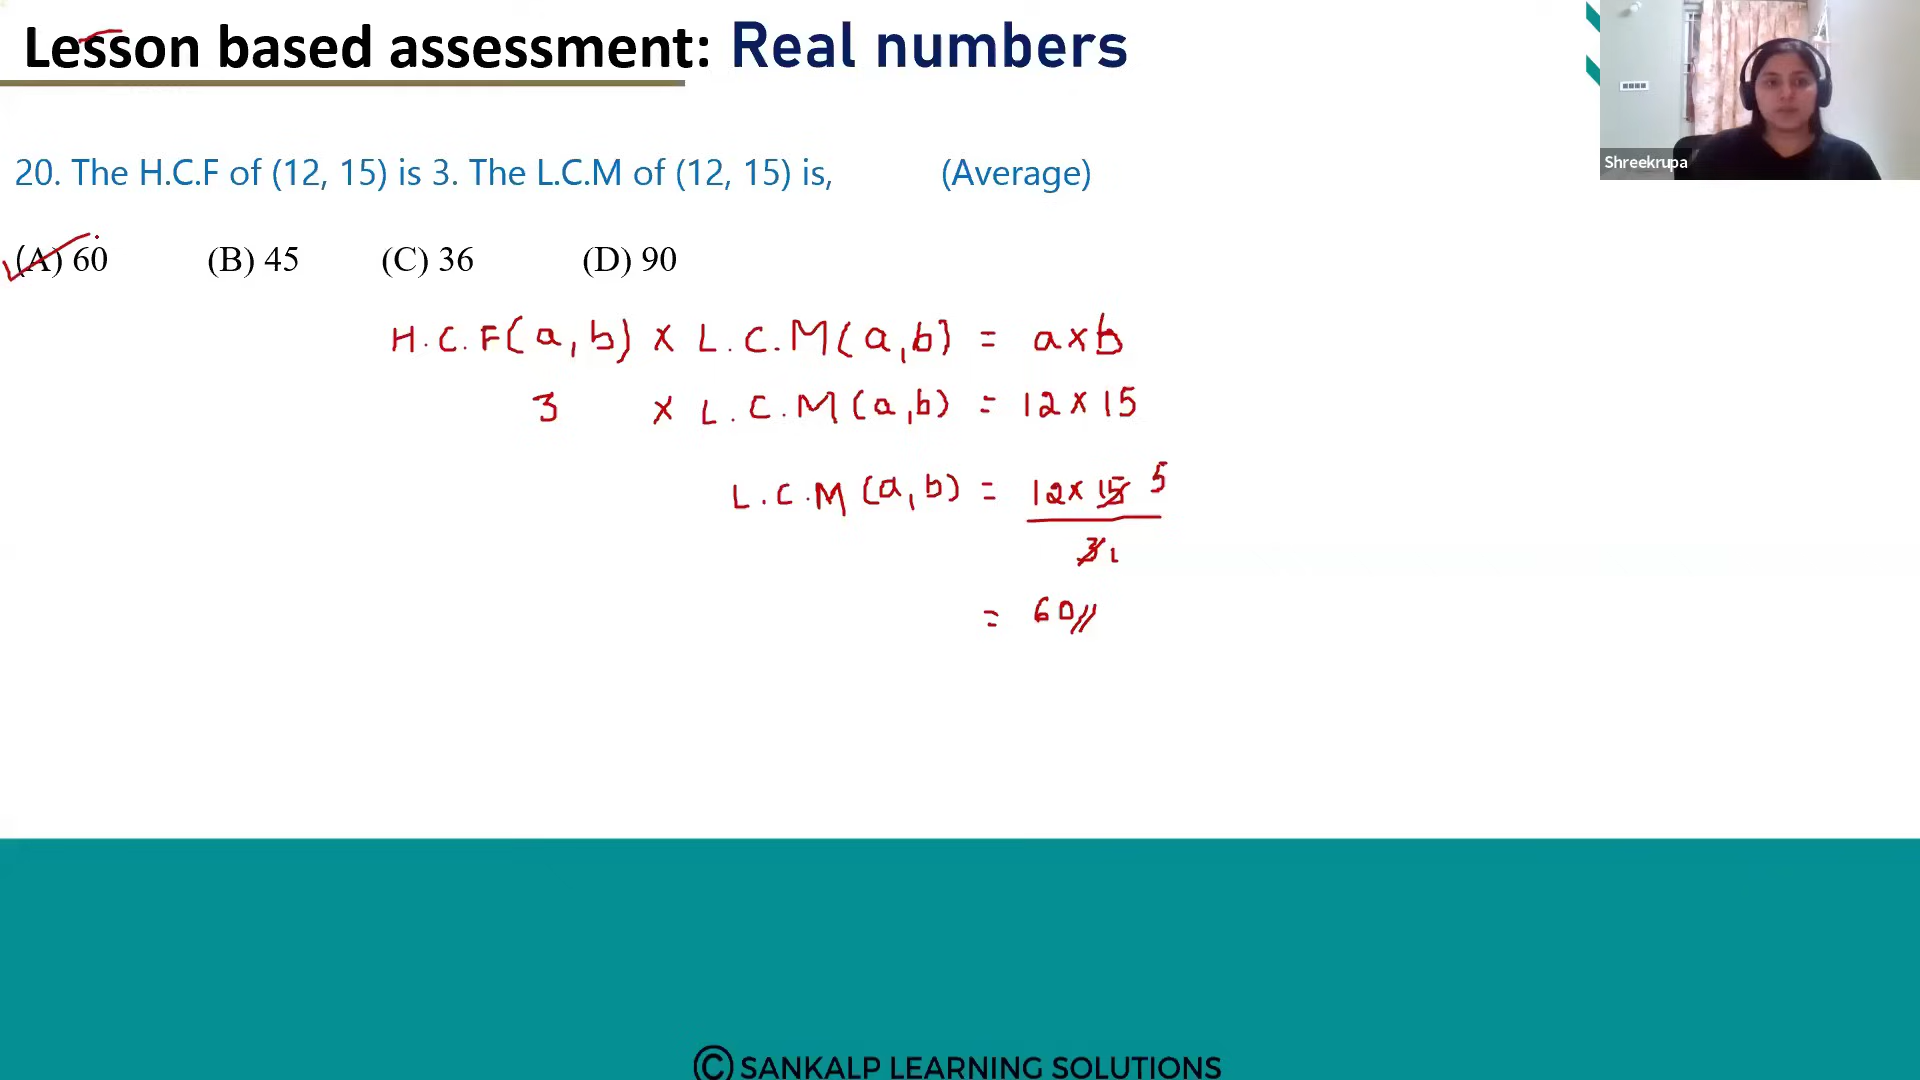 Lesson based assessment: Real numbers
Shreekrupa
20. The H.C.F of (12, 15) is 3. The L.C.M of (12, 15) is, (Average)
(A) 60 (B) 45 (C) 36 (D) 90
H.C.F(a,b) × L.C.M(a,b) = a×b
3 × L.C.M(a,b) = 12×15
L.C.M(a,b) = 12×15 5
3 1
= 60//
© SANKALP LEARNING SOLUTIONS